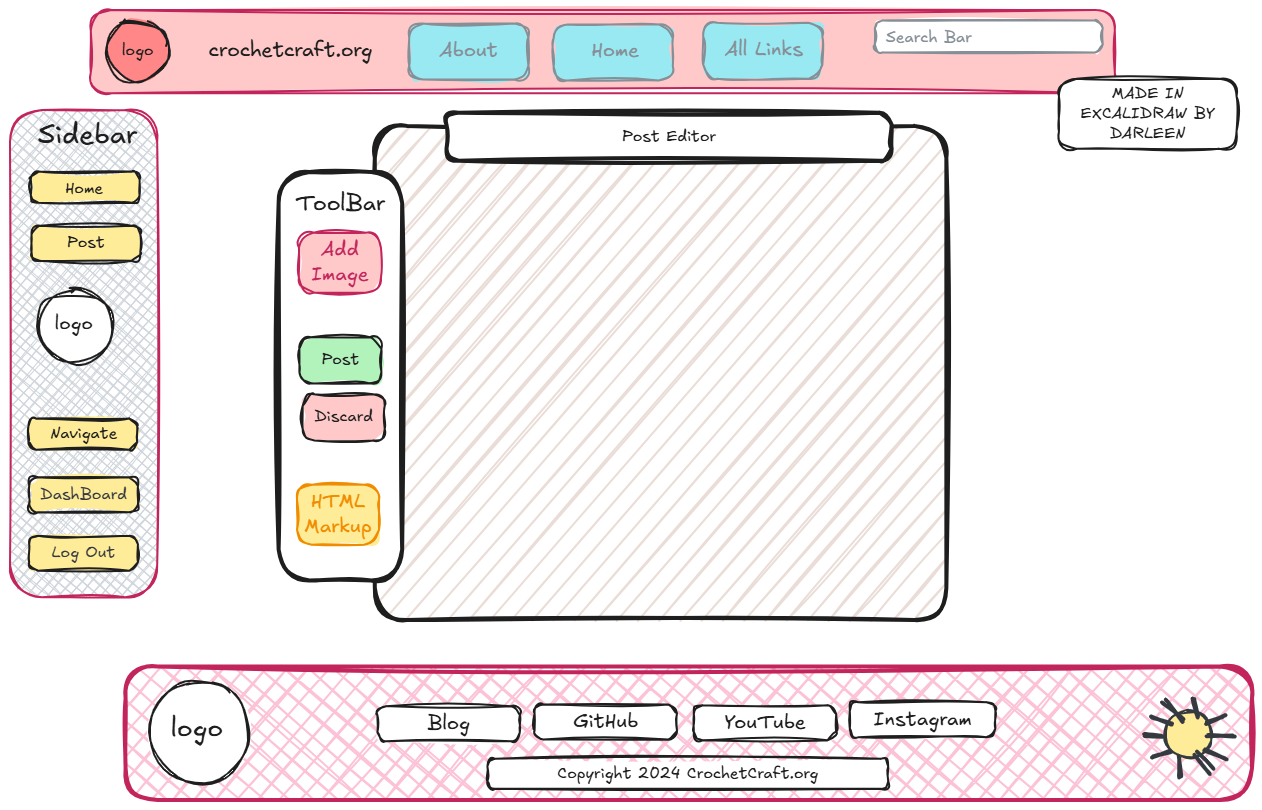 logo
crochetcraft.org
About
Home
All Links
Search Bar
MADE IN
EXCALIDRAW BY
DARLEEN
Sidebar
Home
Post
logo
Navigate
DashBoard
Log Out
Post Editor
ToolBar
Add
Image
Post
Discard
HTML
Markup
logo
Blog
GitHub
YouTube
Instagram
Copyright 2024 CrochetCraft.org